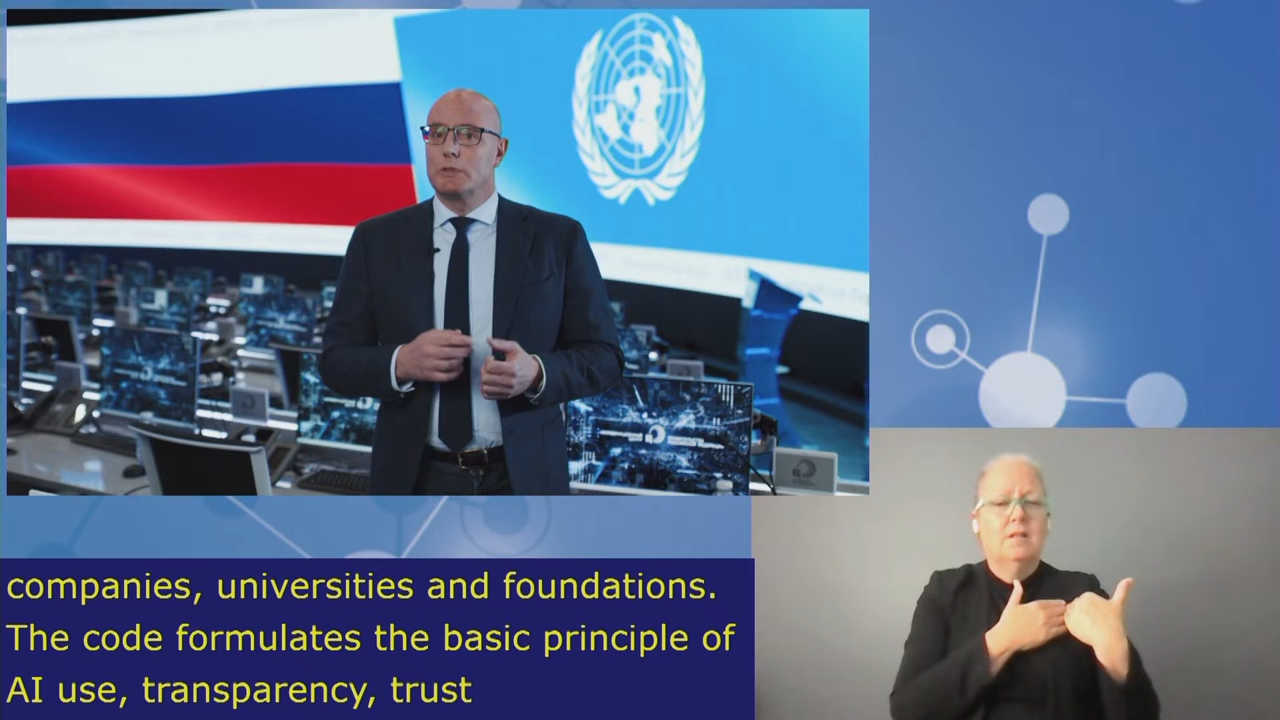 companies, universities and foundations.
The code formulates the basic principle of
AI use, transparency, trust